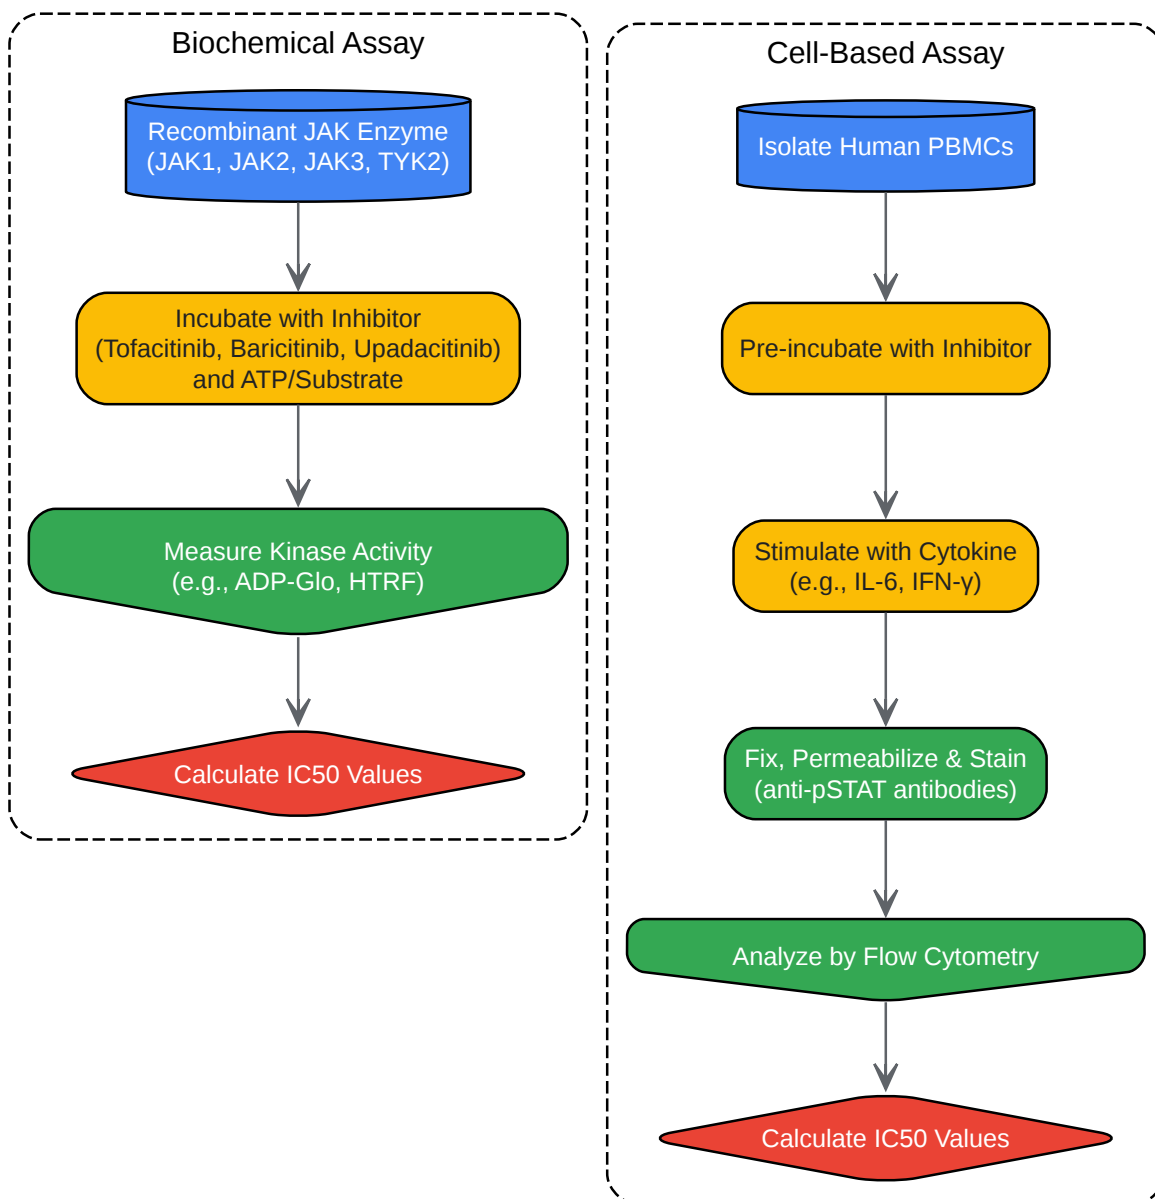 Biochemical Assay
Recombinant JAK Enzyme
(JAK1, JAK2, JAK3, TYK2)
Incubate with Inhibitor
(Tofacitinib, Baricitinib, Upadacitinib)
and ATP/Substrate
Measure Kinase Activity
(e.g., ADP-Glo, HTRF)
Calculate IC50 Values
Cell-Based Assay
Isolate Human PBMCs
Pre-incubate with Inhibitor
Stimulate with Cytokine
(e.g., IL-6, IFN-γ)
Fix, Permeabilize & Stain
(anti-pSTAT antibodies)
Analyze by Flow Cytometry
Calculate IC50 Values